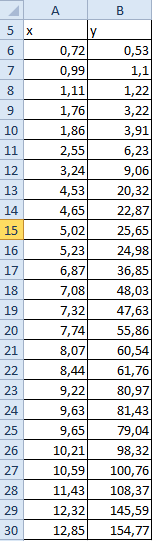 A B
5 x y
6 0,72 0,53
7 0,99 1,1
8 1,11 1,22
9 1,76 3,22
10 1,86 3,91
11 2,55 6,23
12 3,24 9,06
13 4,53 20,32
14 4,65 22,87
15 5,02 25,65
16 5,23 24,98
17 6,87 36,85
18 7,08 48,03
19 7,32 47,63
20 7,74 55,86
21 8,07 60,54
22 8,44 61,76
23 9,22 80,97
24 9,63 81,43
25 9,65 79,04
26 10,21 98,32
27 10,59 100,76
28 11,43 108,37
29 12,32 145,59
30 12,85 154,77